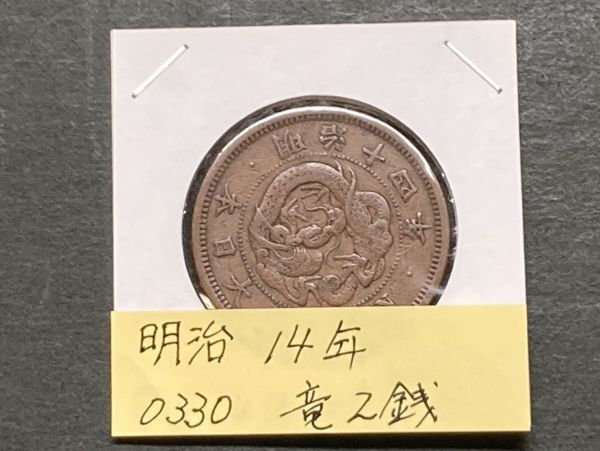 大日本明治十四年
明治 14年
0330 竜2銭